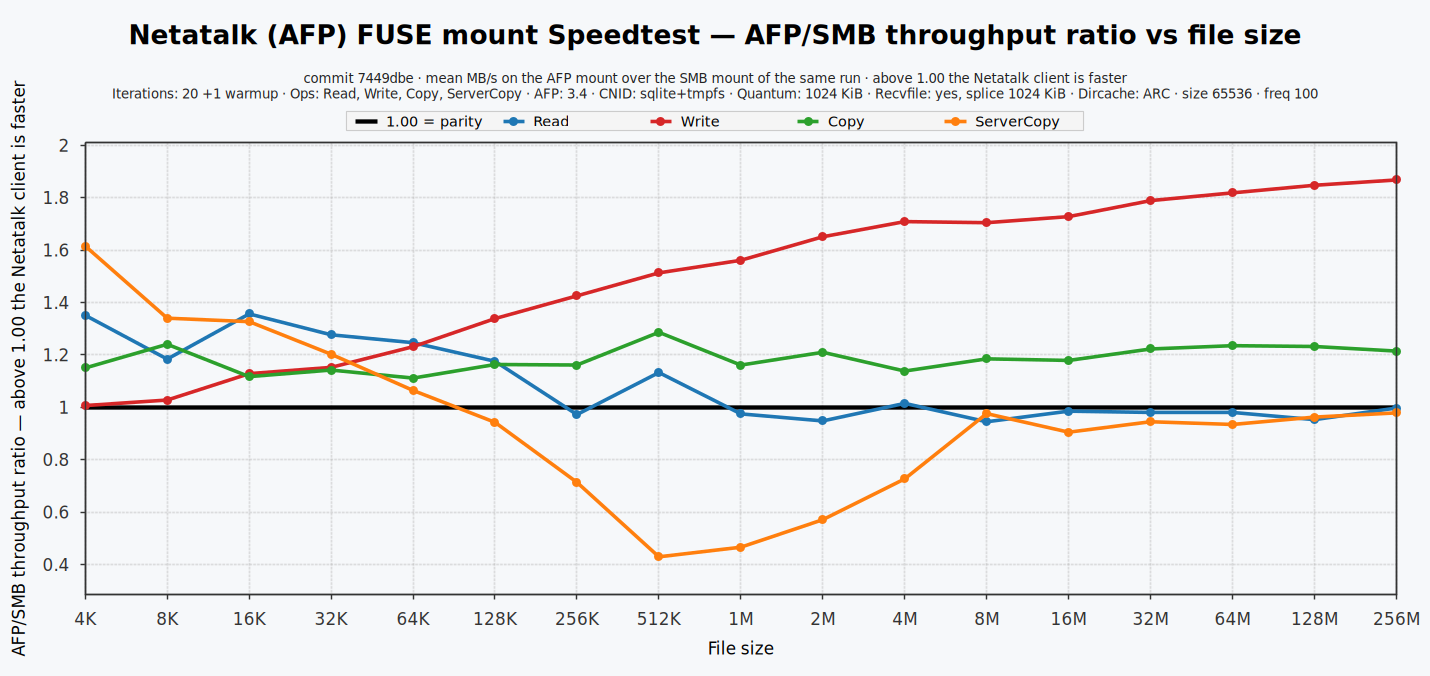 Netatalk (AFP) FUSE mount Speedtest — AFP/SMB throughput ratio vs file size
commit 7449dbe · mean MB/s on the AFP mount over the SMB mount of the same run · above 1.00 the Netatalk client is faster
Iterations: 20 +1 warmup · Ops: Read, Write, Copy, ServerCopy · AFP: 3.4 · CNID: sqlite+tmpfs · Quantum: 1024 KiB · Recvfile: yes, splice 1024 KiB · Dircache: ARC · size 65536 · freq 100
1.00 = parity Read Write Copy ServerCopy
AFP/SMB throughput ratio — above 1.00 the Netatalk client is faster
2
1.8
1.6
1.4
1.2
1
0.8
0.6
0.4
4K 8K 16K 32K 64K 128K 256K 512K 1M 2M 4M 8M 16M 32M 64M 128M 256M
File size